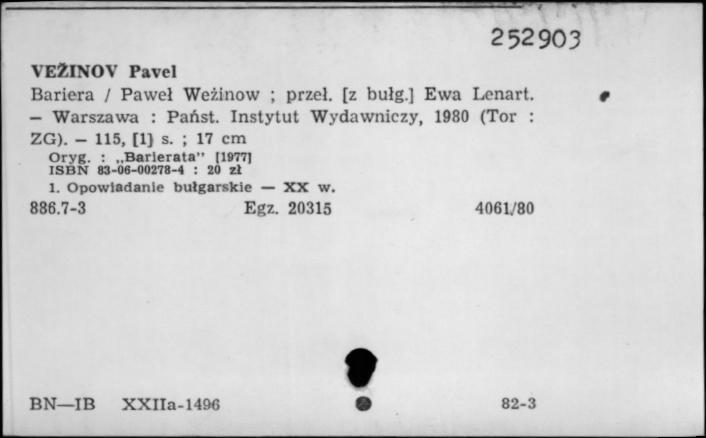 252903
VEŽINOV Pavel
Bariera / Paweł Weżinow ; przeł. [z bułg.] Ewa Lenart.
— Warszawa : Państ. Instytut Wydawniczy, 1980 (Tor :
ZG). — 115, [1] s. ; 17 cm
Oryg. : „Barierata” [1977]
ISBN 83-06-00278-4 : 20 zł
1. Opowiadanie bułgarskie — XX w.
886.7-3 Egz. 20315 4061/80
BN—IB XXIIa-1496 82-3